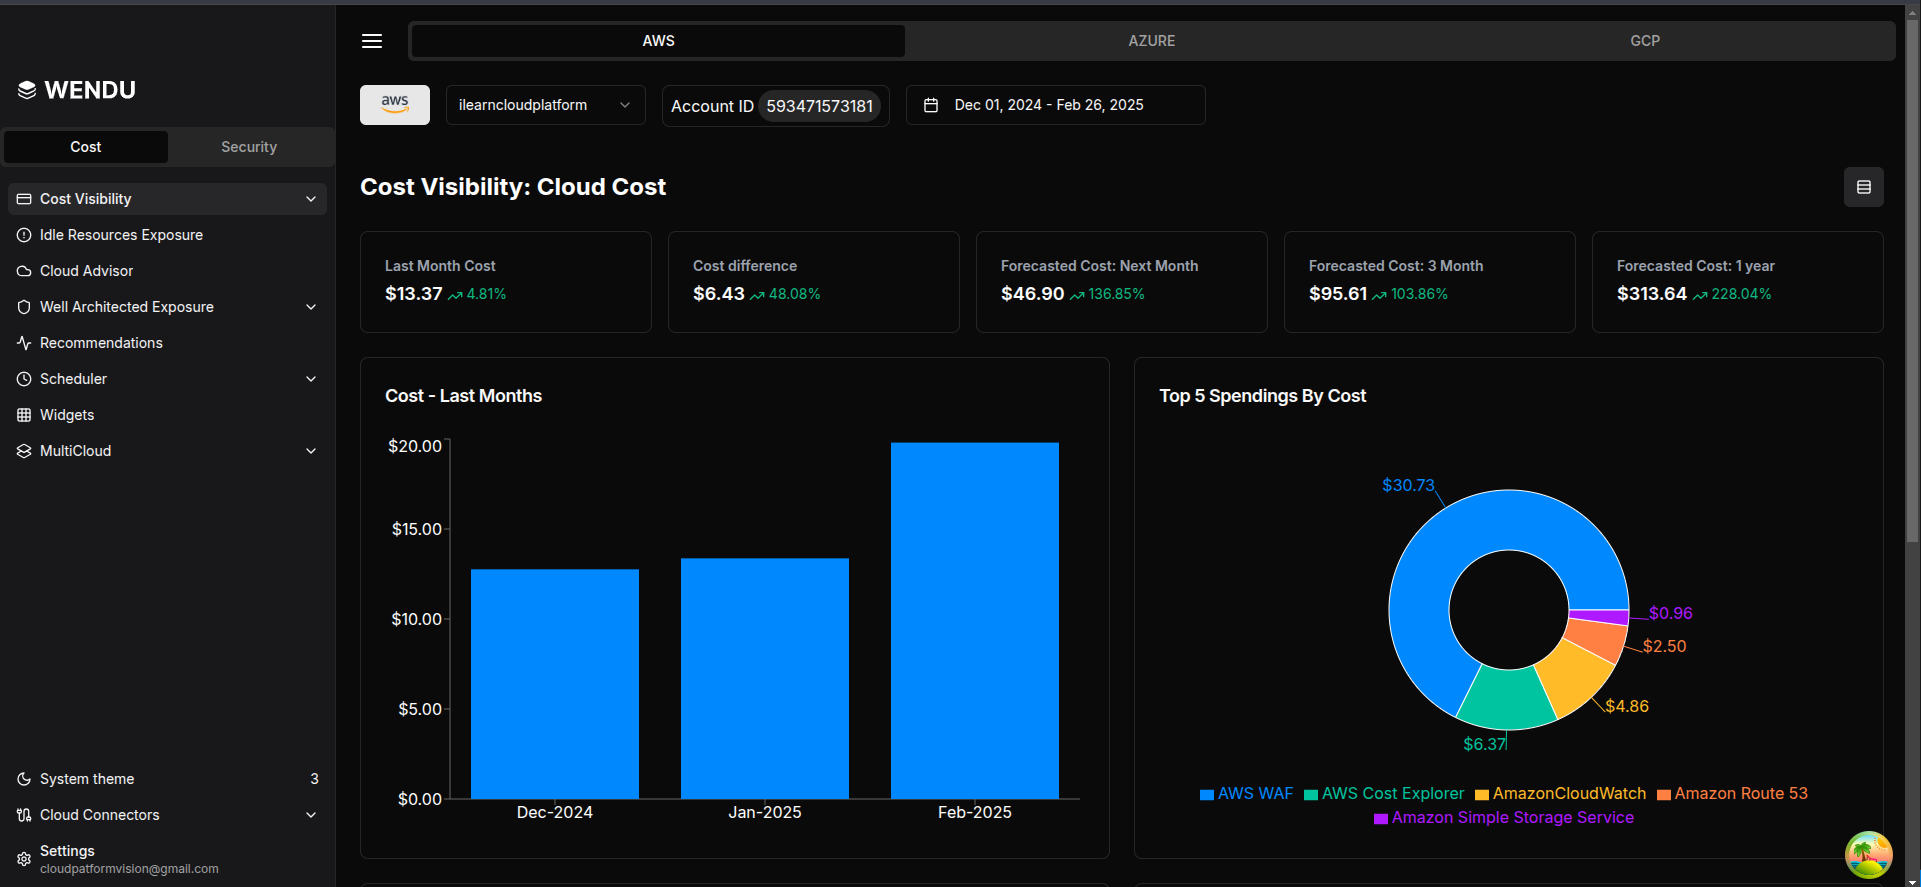 AWS
AZURE
GCP
WENDU
aws
ilearncloudplatform
Account ID 593471573181
Dec 01, 2024 - Feb 26, 2025
Cost
Security
Cost Visibility
Idle Resources Exposure
Cloud Advisor
Well Architected Exposure
Recommendations
Scheduler
Widgets
MultiCloud
System theme 3
Cloud Connectors
Settings
cloudpatformvision@gmail.com
Cost Visibility: Cloud Cost
Last Month Cost
$13.37 4.81%
Cost difference
$6.43 48.08%
Forecasted Cost: Next Month
$46.90 136.85%
Forecasted Cost: 3 Month
$95.61 103.86%
Forecasted Cost: 1 year
$313.64 228.04%
Cost - Last Months
$20.00
$15.00
$10.00
$5.00
$0.00
Dec-2024 Jan-2025 Feb-2025
Top 5 Spendings By Cost
$30.73
$0.96
$2.50
$4.86
$6.37
AWS WAF AWS Cost Explorer AmazonCloudWatch Amazon Route 53
Amazon Simple Storage Service